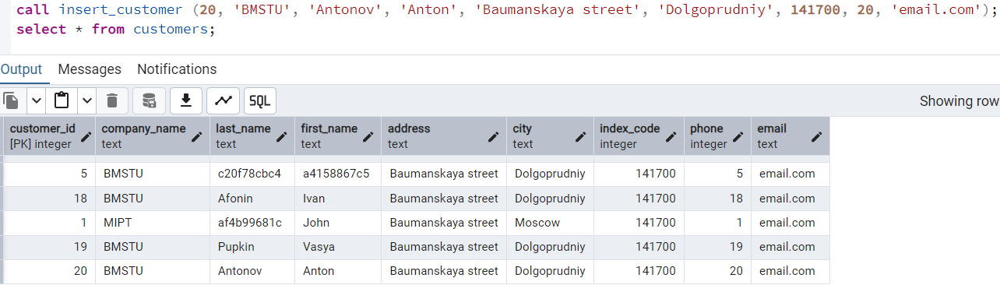 call insert_customer (20, 'BMSTU', 'Antonov', 'Anton', 'Baumanskaya street', 'Dolgoprudniy', 141700, 20, 'email.com');
select * from customers;
Output Messages Notifications
SQL Showing row
customer_id company_name last_name first_name address city index_code phone email
[PK] integer text text text text text integer integer text
5 BMSTU c20f78cbc4 a4158867c5 Baumanskaya street Dolgoprudniy 141700 5 email.com
18 BMSTU Afonin Ivan Baumanskaya street Dolgoprudniy 141700 18 email.com
1 MIPT af4b99681c John Baumanskaya street Moscow 141700 1 email.com
19 BMSTU Pupkin Vasya Baumanskaya street Dolgoprudniy 141700 19 email.com
20 BMSTU Antonov Anton Baumanskaya street Dolgoprudniy 141700 20 email.com